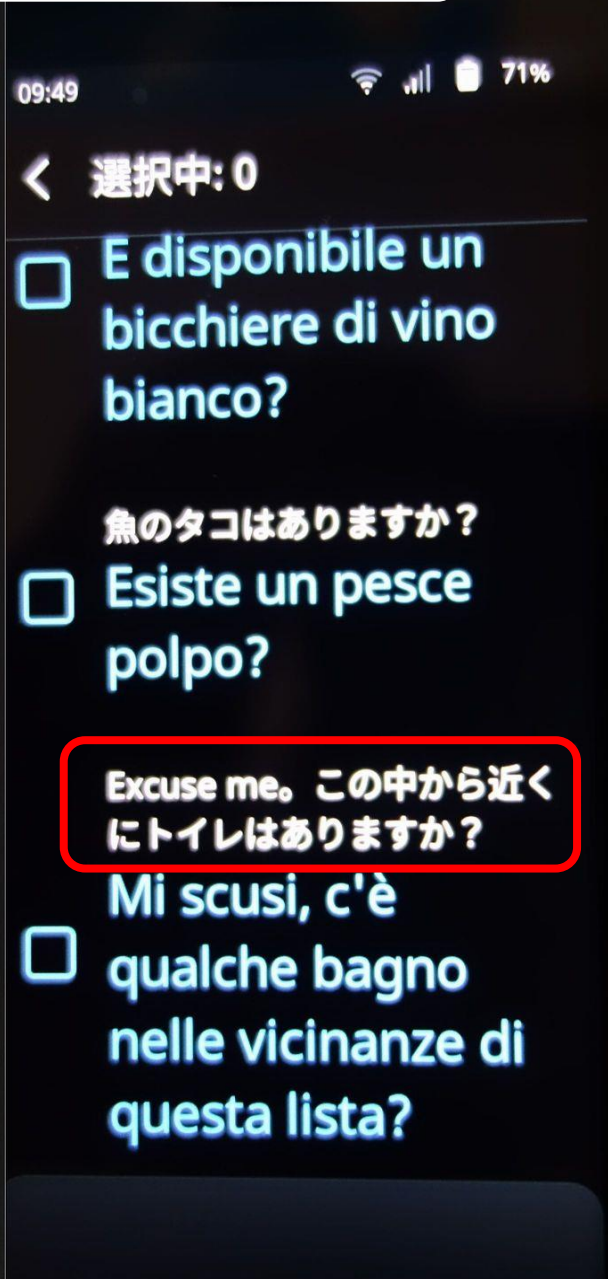 09:49 71%
選択中: 0
È disponibile un
bicchiere di vino
bianco?
魚のタコはありますか？
Esiste un pesce
polpo?
Excuse me。この中から近く
にトイレはありますか？
Mi scusi, c'è
qualche bagno
nelle vicinanze di
questa lista?